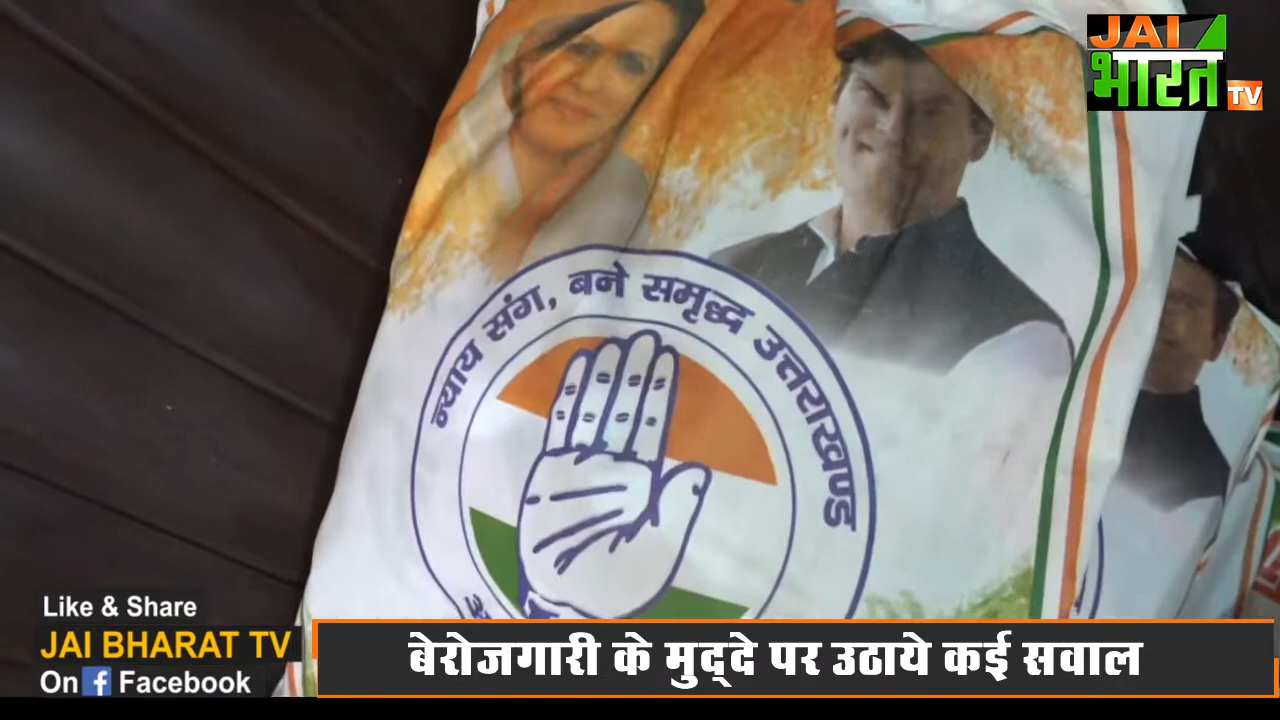 JAI
भारत
TV
न्याय संग, बने समृद्ध उत्तराखण्ड
Like & Share
JAI BHARAT TV
On f Facebook
बेरोजगारी के मुद्दे पर उठाये कई सवाल